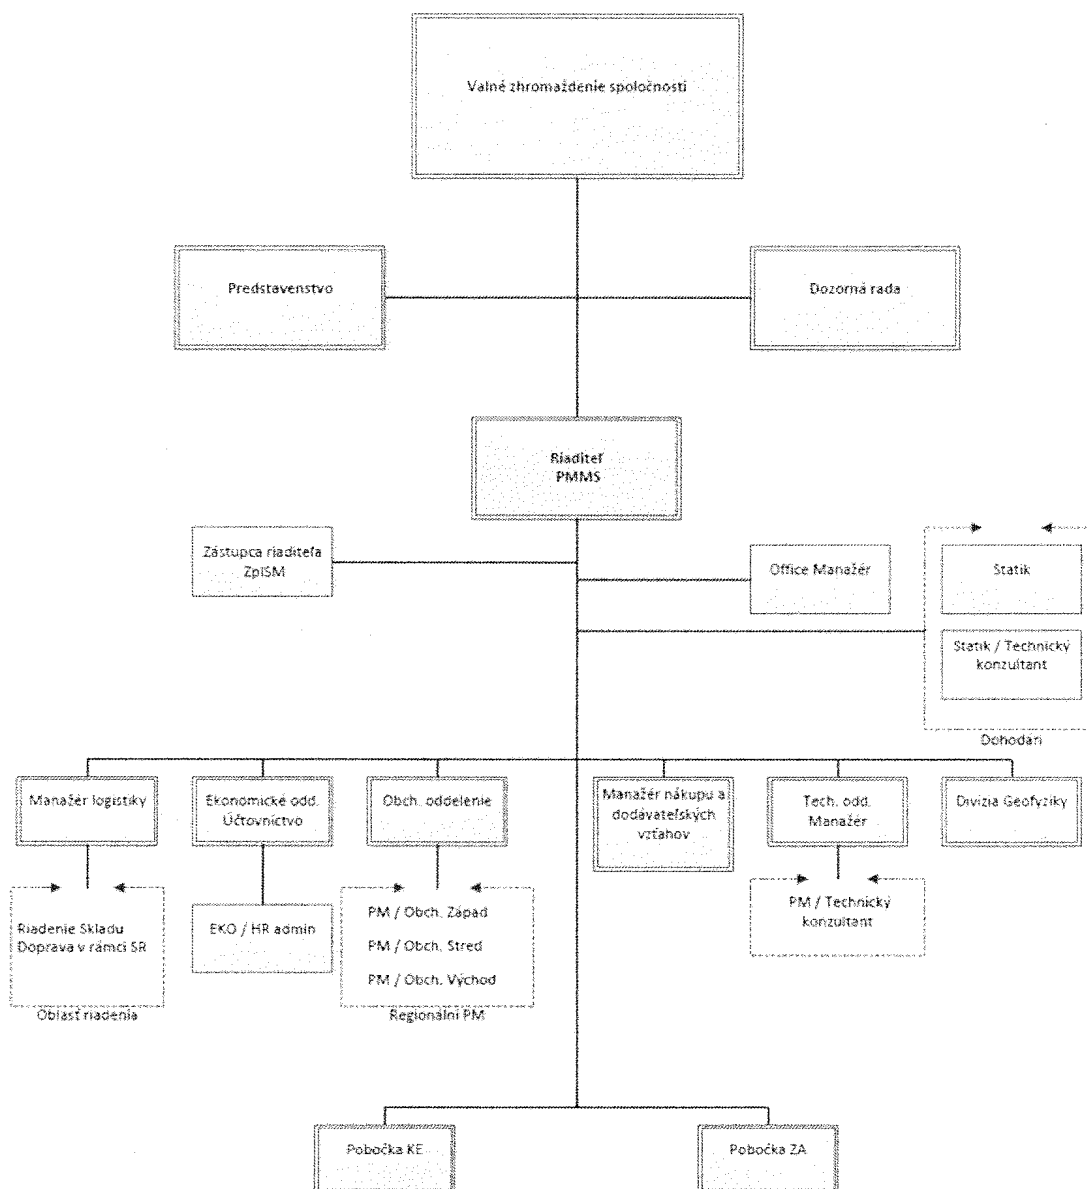 Valné zhromaždenie spoločnosti
Predstavenstvo
Dozorná rada
Riaditeľ
PMMS
Zástupca riaditeľa
ZpISM
Office Manažér
Statik
Statik / Technický
konzultant
Dohodári
Manažér logistiky
Ekonomické odd.
Účtovníctvo
Obch. oddelenie
Manažér nákupu a
dodávateľských
vzťahov
Tech. odd.
Manažér
Divízia Geofyziky
Riadenie Skladu
Doprava v rámci SR
Oblasť riadenia
EKO / HR admin
PM / Obch. Západ
PM / Obch. Stred
PM / Obch. Východ
Regionálni PM
PM / Technický
konzultant
Pobočka KE
Pobočka ZA